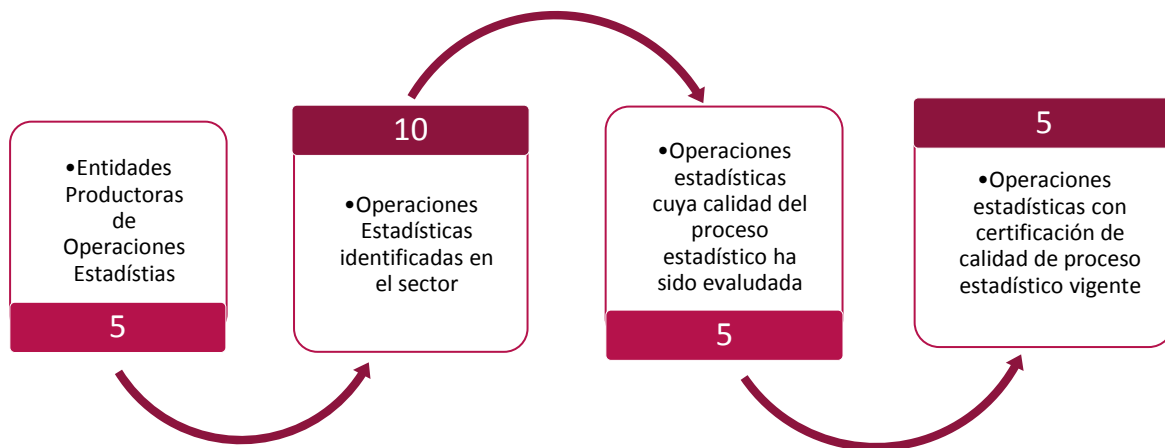 •Entidades
Productoras
de
Operaciones
Estadístias
5
10
•Operaciones
Estadísticas
identificadas en
el sector
•Operaciones
estadísticas
cuya calidad del
proceso
estadístico ha
sido evaludada
5
5
•Operaciones
estadísticas con
certificación de
calidad de proceso
estadístico vigente